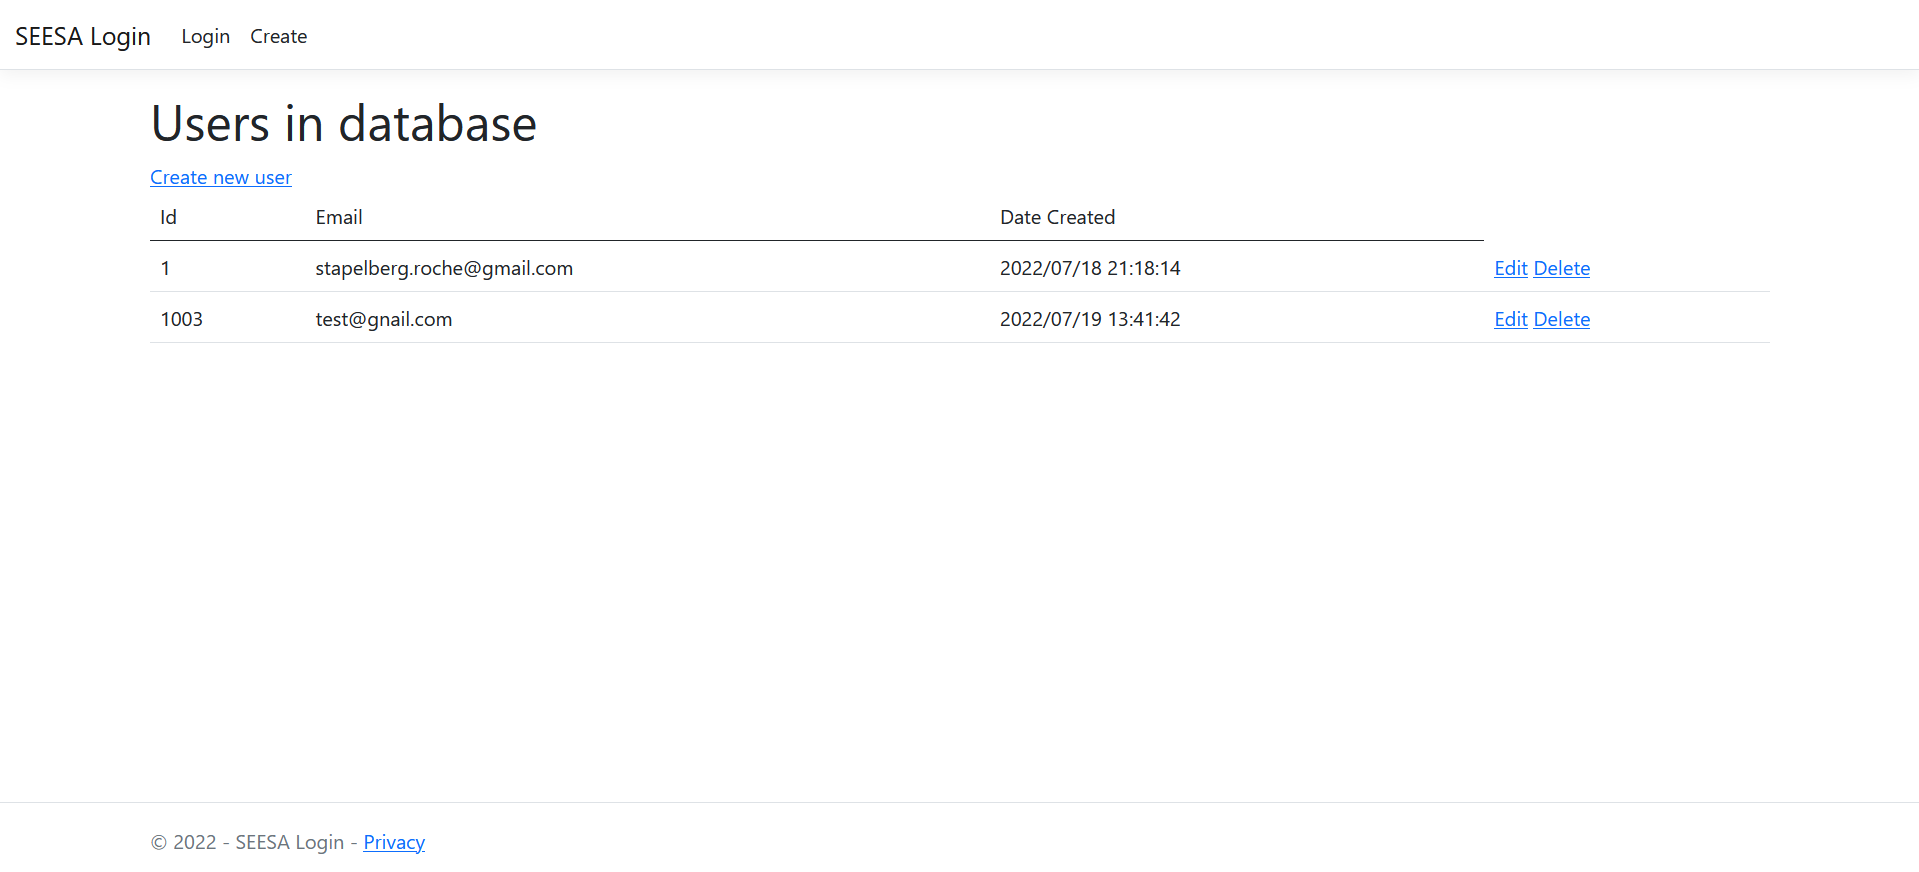 SEESA Login Login Create
Users in database
Create new user
Id Email Date Created
1 stapelberg.roche@gmail.com 2022/07/18 21:18:14 Edit Delete
1003 test@gnail.com 2022/07/19 13:41:42 Edit Delete
© 2022 - SEESA Login - Privacy